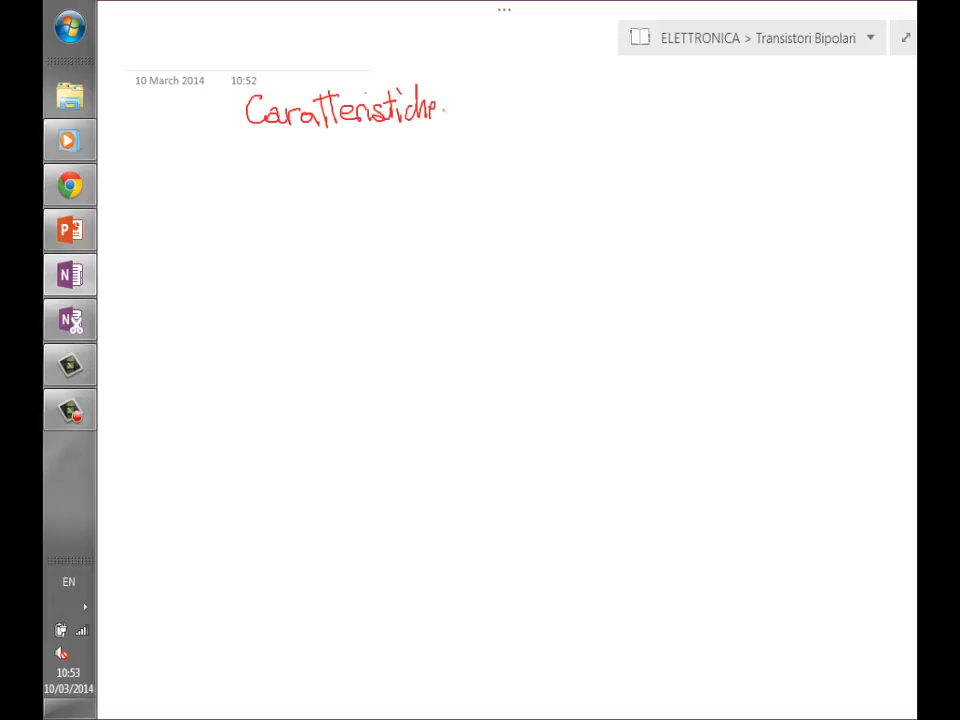 ELETTRONICA > Transistori Bipolari
10 March 2014 10:52
Caratteristiche
EN
10:53
10/03/2014